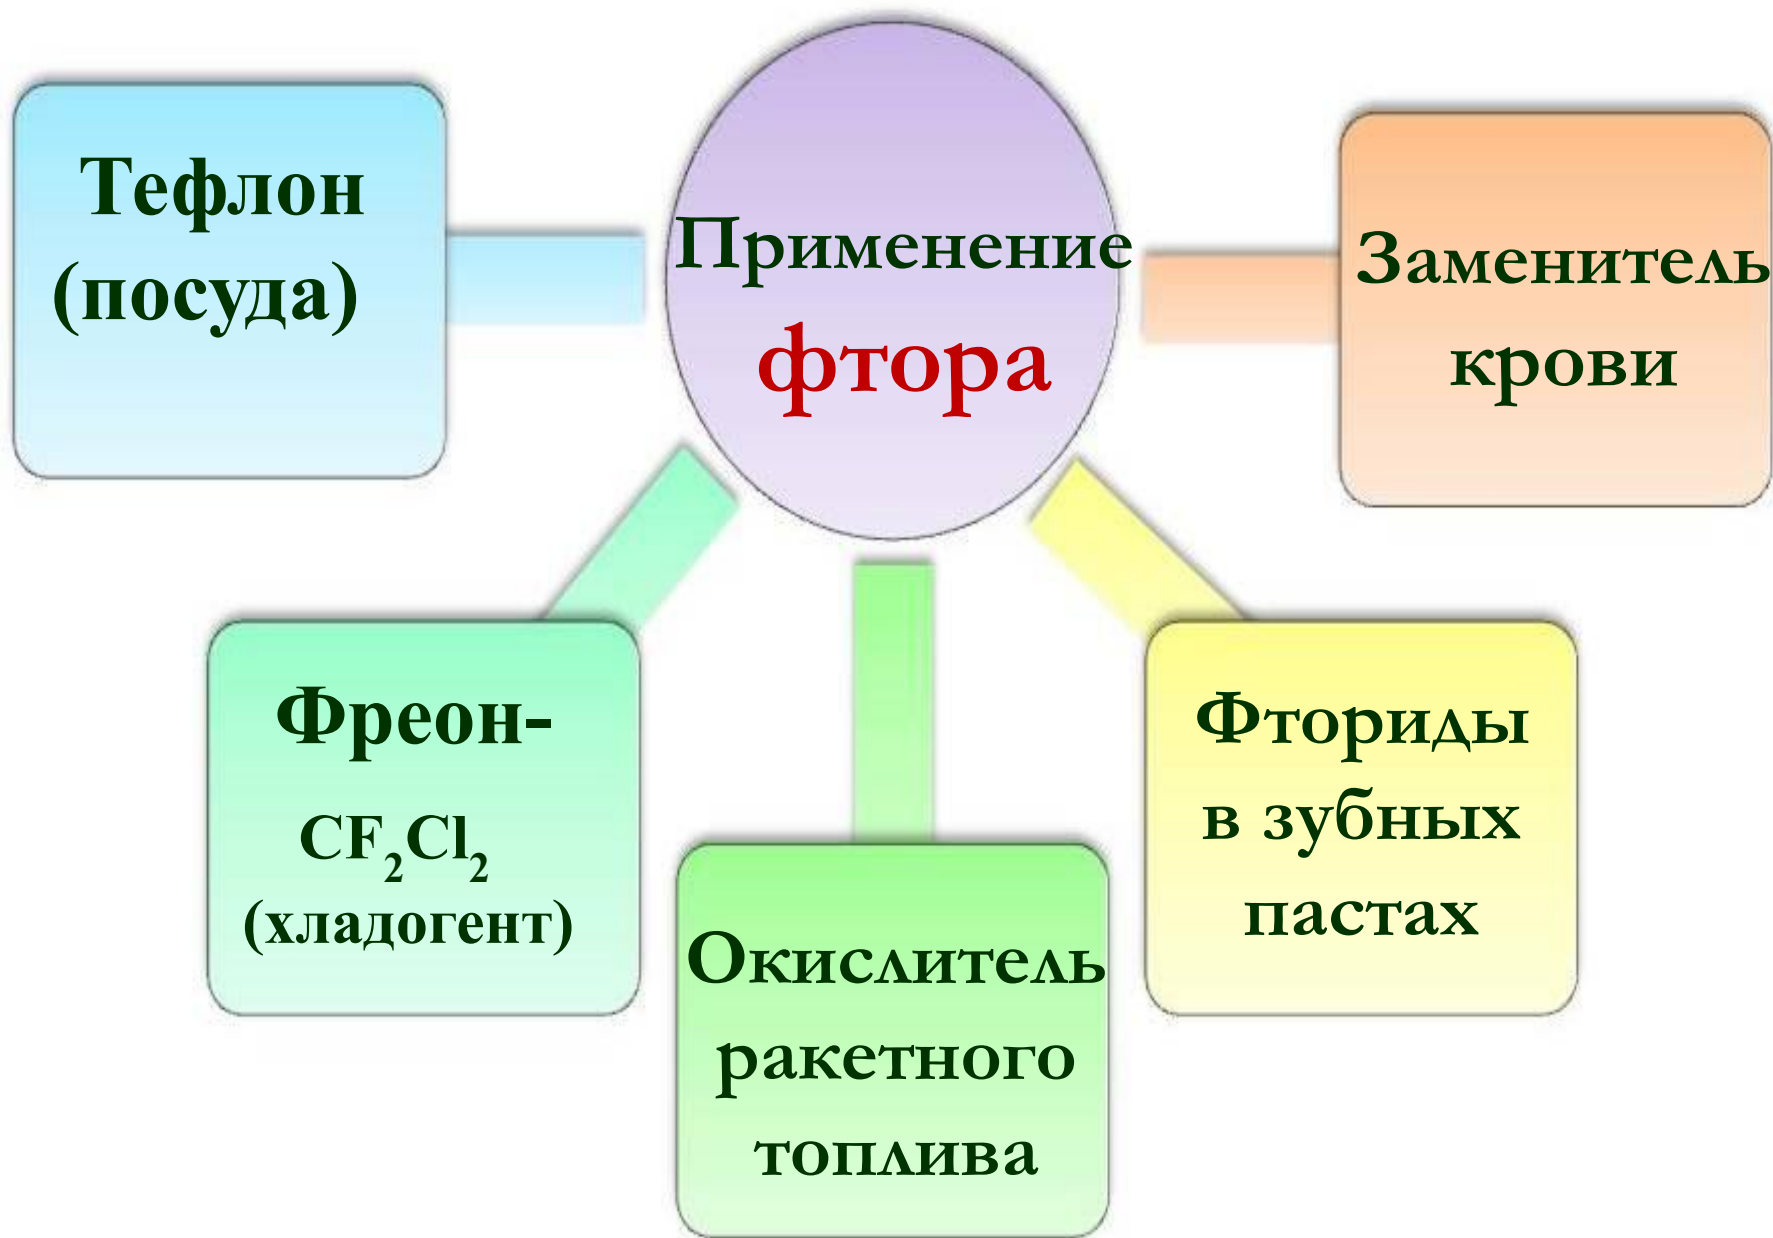 Применение
фтора
Тефлон
(посуда)
Фреон-
CF₂Cl₂
(хладогент)
Окислитель
ракетного
топлива
Фториды
в зубных
пастах
Заменитель
крови